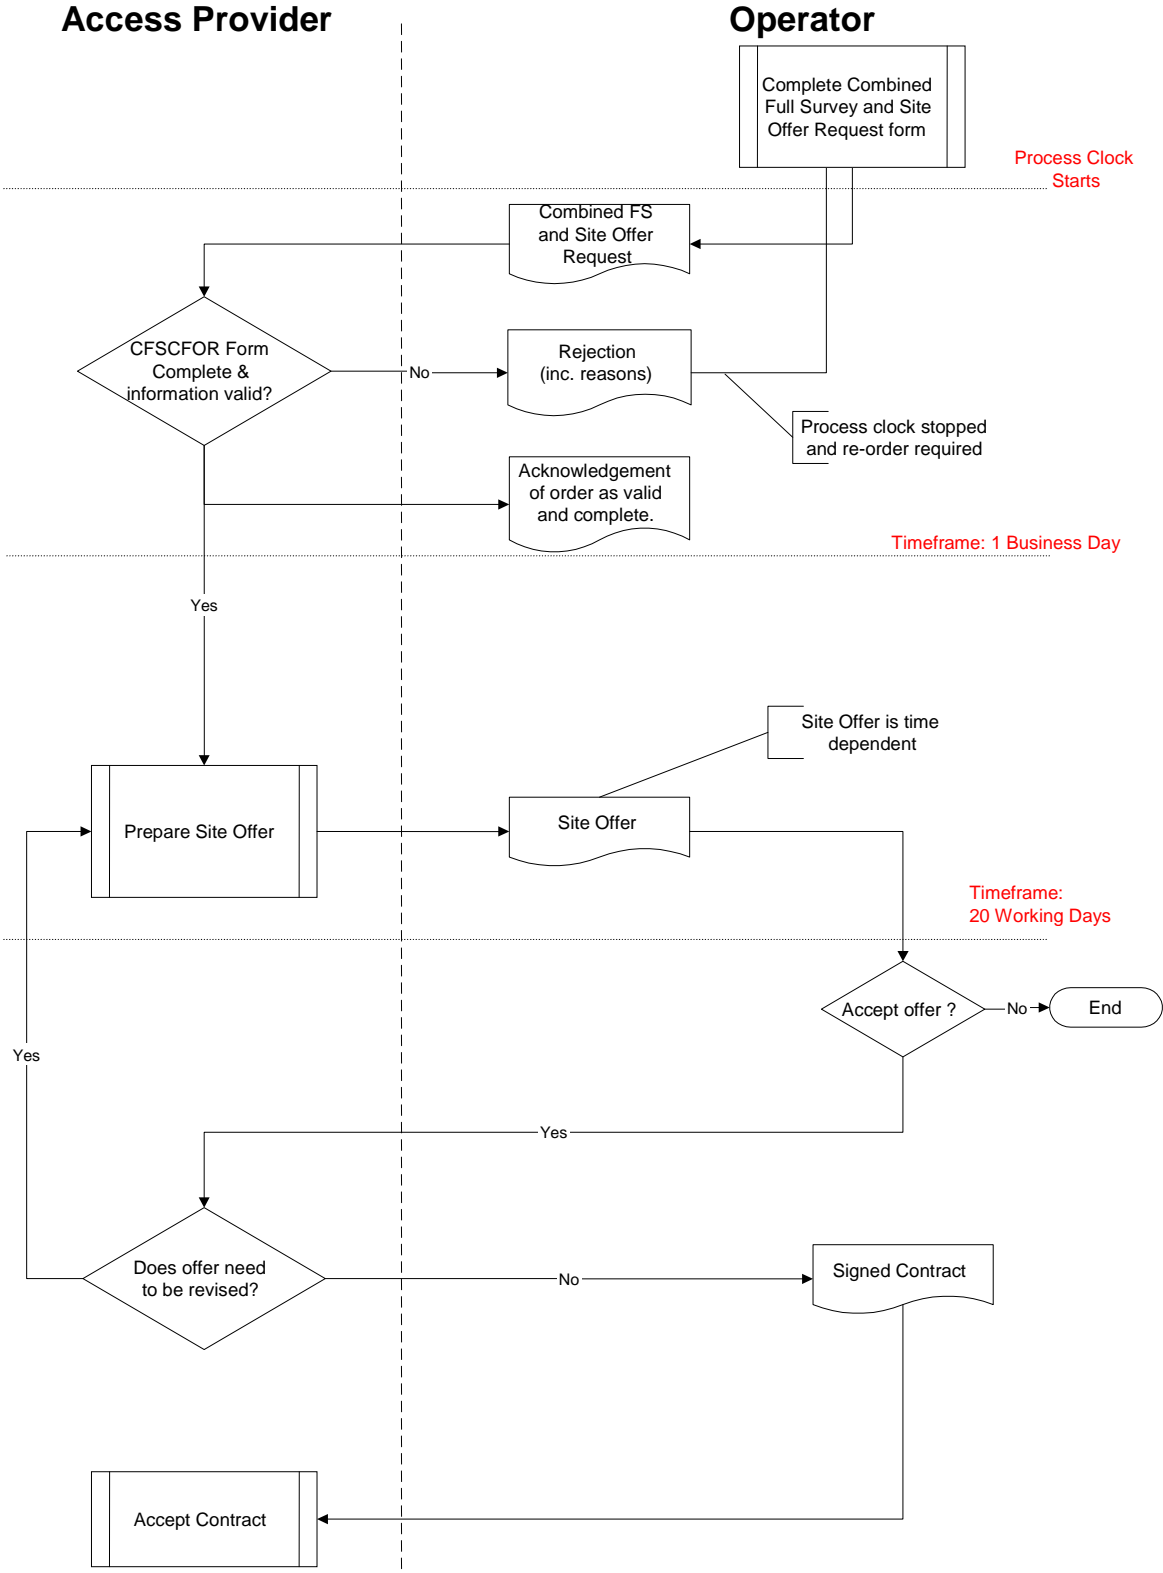 Access Provider
Operator
Complete Combined
Full Survey and Site
Offer Request form
Process Clock
Starts
Combined FS
and Site Offer
Request
CFSCFOR Form
Complete &
information valid?
No
Rejection
(inc. reasons)
Process clock stopped
and re-order required
Acknowledgement
of order as valid
and complete.
Timeframe: 1 Business Day
Yes
Site Offer is time
dependent
Prepare Site Offer
Site Offer
Timeframe:
20 Working Days
Accept offer ?
No
End
Yes
Yes
Does offer need
to be revised?
No
Signed Contract
Accept Contract